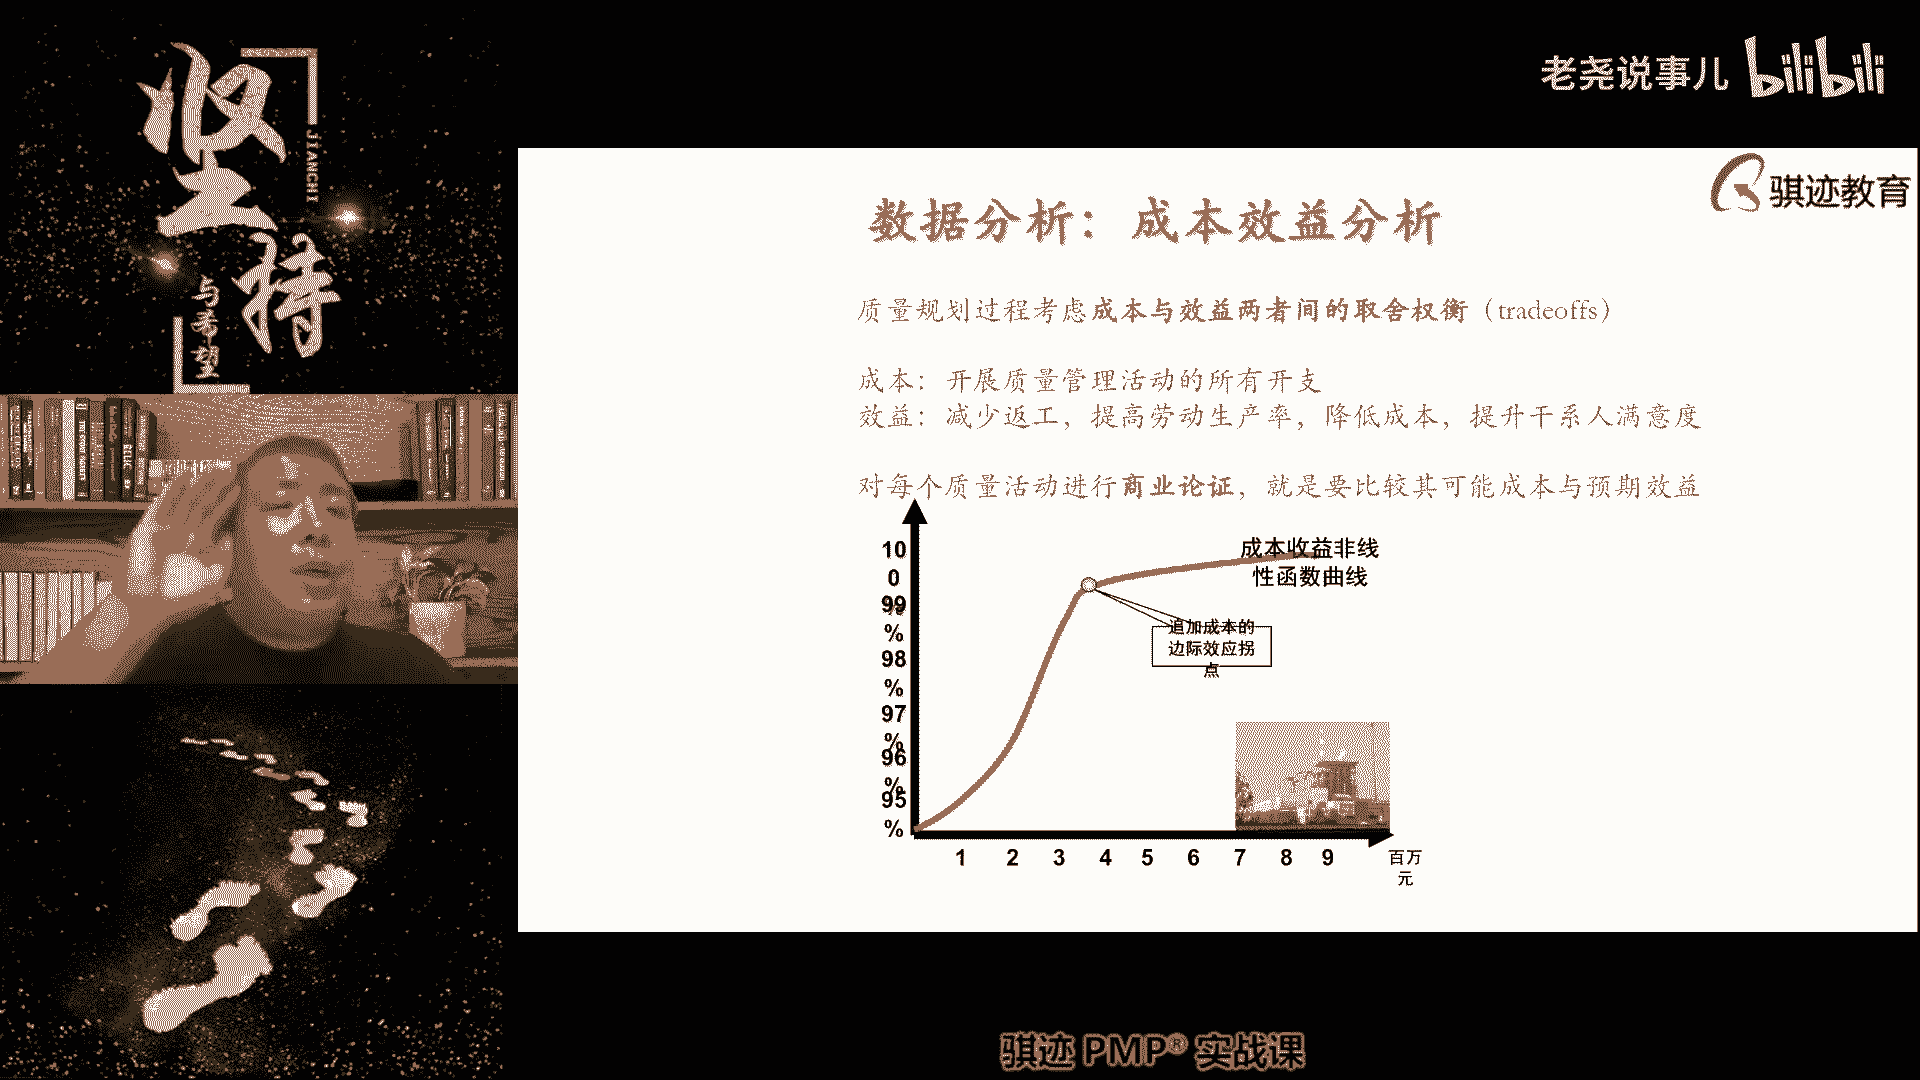 坚持
JIANCHI
与希望
老尧说事儿 bilibili
骐迹教育
数据分析：成本效益分析
质量规划过程考虑成本与效益两者间的取舍权衡（tradeoffs）
成本：开展质量管理活动的所有开支
效益：减少返工，提高劳动生产率，降低成本，提升干系人满意度
对每个质量活动进行商业论证，就是要比较其可能成本与预期效益
10
0
%
99
%
98
%
97
%
96
%
95
%
成本收益非线
性函数曲线
追加成本的
边际效应拐
点
1 2 3 4 5 6 7 8 9 百万
元
骐迹 PMP® 实战课